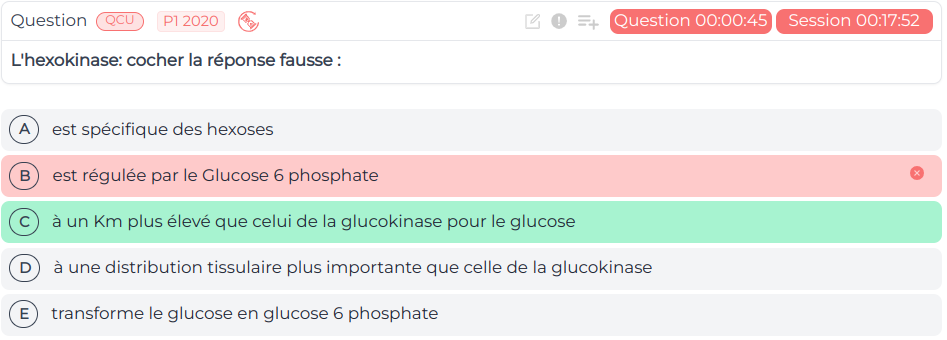 Question QCU P1 2020 Question 00:00:45 Session 00:17:52
L'hexokinase: cocher la réponse fausse :
A est spécifique des hexoses
B est régulée par le Glucose 6 phosphate
C à un Km plus élevé que celui de la glucokinase pour le glucose
D à une distribution tissulaire plus importante que celle de la glucokinase
E transforme le glucose en glucose 6 phosphate